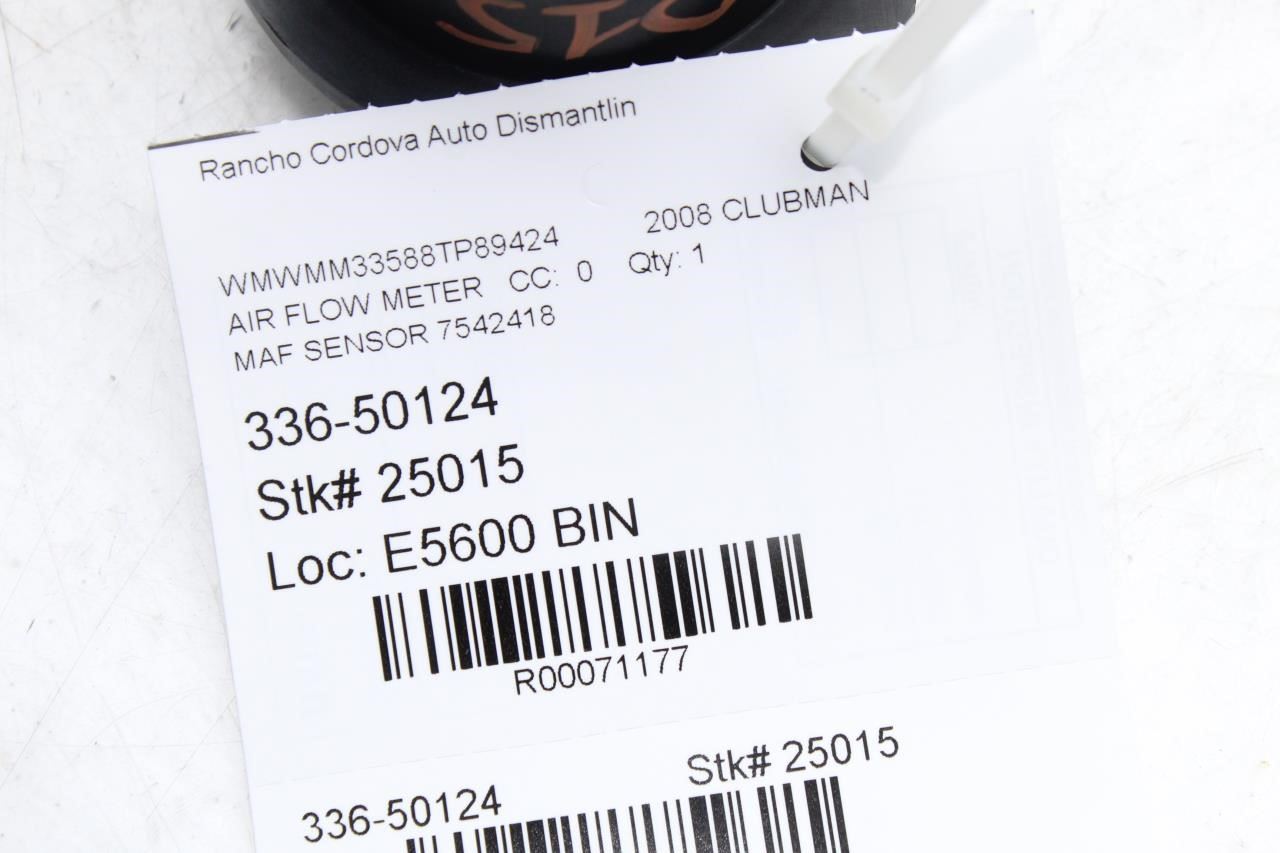 Rancho Cordova Auto Dismantlin
WMWMM33588TP89424 2008 CLUBMAN
AIR FLOW METER CC: 0 Qty: 1
MAF SENSOR 7542418
336-50124
Stk# 25015
Loc: E5600 BIN
R00071177
336-50124 Stk# 25015